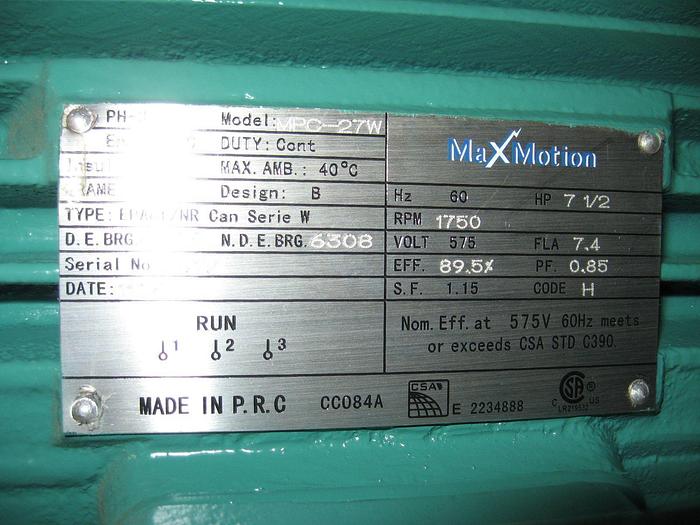 PH- Model: MPC-27W
DUTY: Cont
MAX. AMB.: 40°C
FRAME Design: B
TYPE: Can Serie W
D.E.BRG. N.D.E.BRG. 6308
Serial No
DATE:
RUN
1 2 3
MaXMotion
Hz 60 HP 7 1/2
RPM 1750
VOLT 575 FLA 7.4
EFF. 89.5% PF. 0.85
S.F. 1.15 CODE H
Nom. Eff. at 575V 60Hz meets
or exceeds CSA STD C390.
MADE IN P.R.C CC084A CSA E 2234888 C US